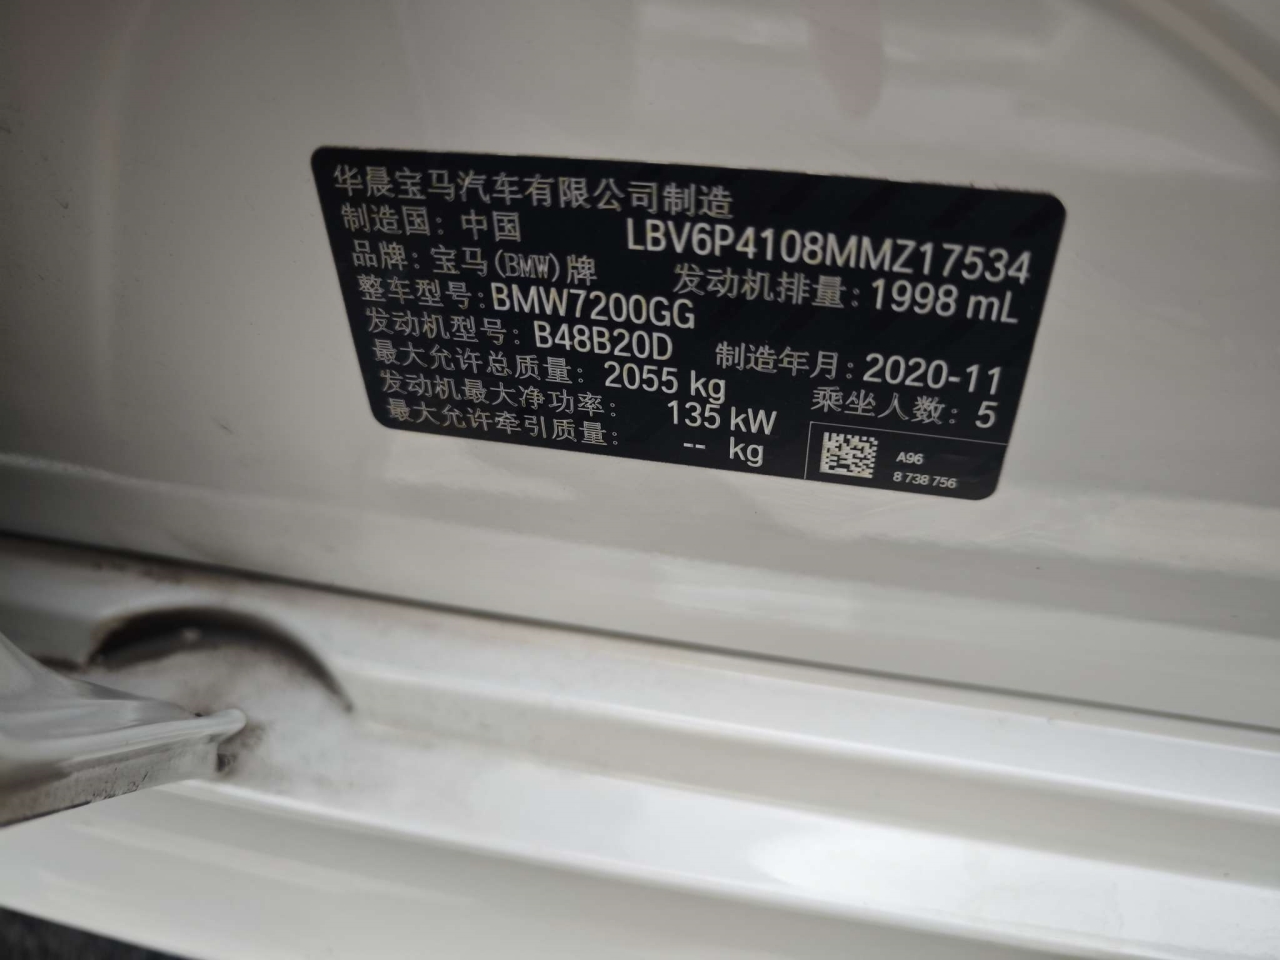 华晨宝马汽车有限公司制造
制造国：中国 LBV6P4108MMZ17534
品牌：宝马(BMW)牌 发动机排量：1998 mL
整车型号：BMW7200GG
发动机型号：B48B20D 制造年月：2020-11
最大允许总质量：2055 kg 乘坐人数：5
发动机最大净功率：135 kW
最大允许牵引质量：-- kg
A96
8 738 756